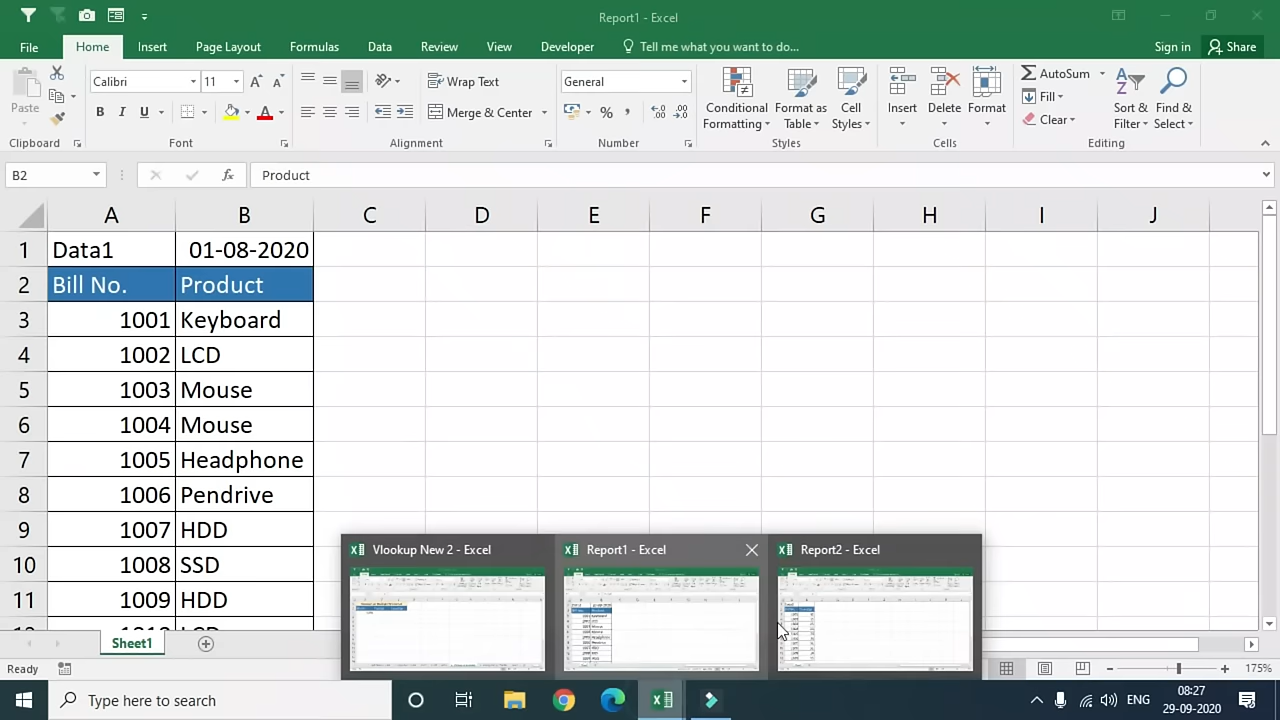 Report1 - Excel
File Home Insert Page Layout Formulas Data Review View Developer Tell me what you want to do... Sign in Share
Paste Calibri 11 Wrap Text General Conditional Formatting Format as Table Cell Styles Insert Delete Format AutoSum Sort & Filter Find & Select
B I U Merge & Center % , Fill Clear
Clipboard Font Alignment Number Styles Cells Editing
B2 fx Product
A B C D E F G H I J
1 Data1 01-08-2020
2 Bill No. Product
3 1001 Keyboard
4 1002 LCD
5 1003 Mouse
6 1004 Mouse
7 1005 Headphone
8 1006 Pendrive
9 1007 HDD
10 1008 SSD
11 1009 HDD
Vlookup New 2 - Excel Report1 - Excel Report2 - Excel
Sheet1
Ready 175%
Type here to search ENG 08:27
29-09-2020